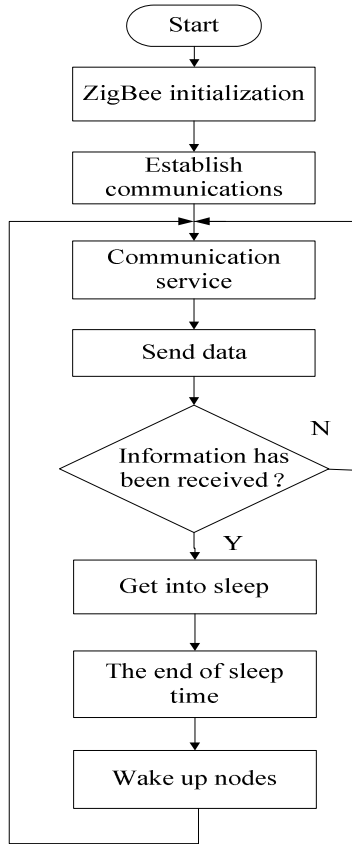 Start
ZigBee initialization
Establish
communications
Communication
service
Send data
N
Information has
been received ?
Y
Get into sleep
The end of sleep
time
Wake up nodes